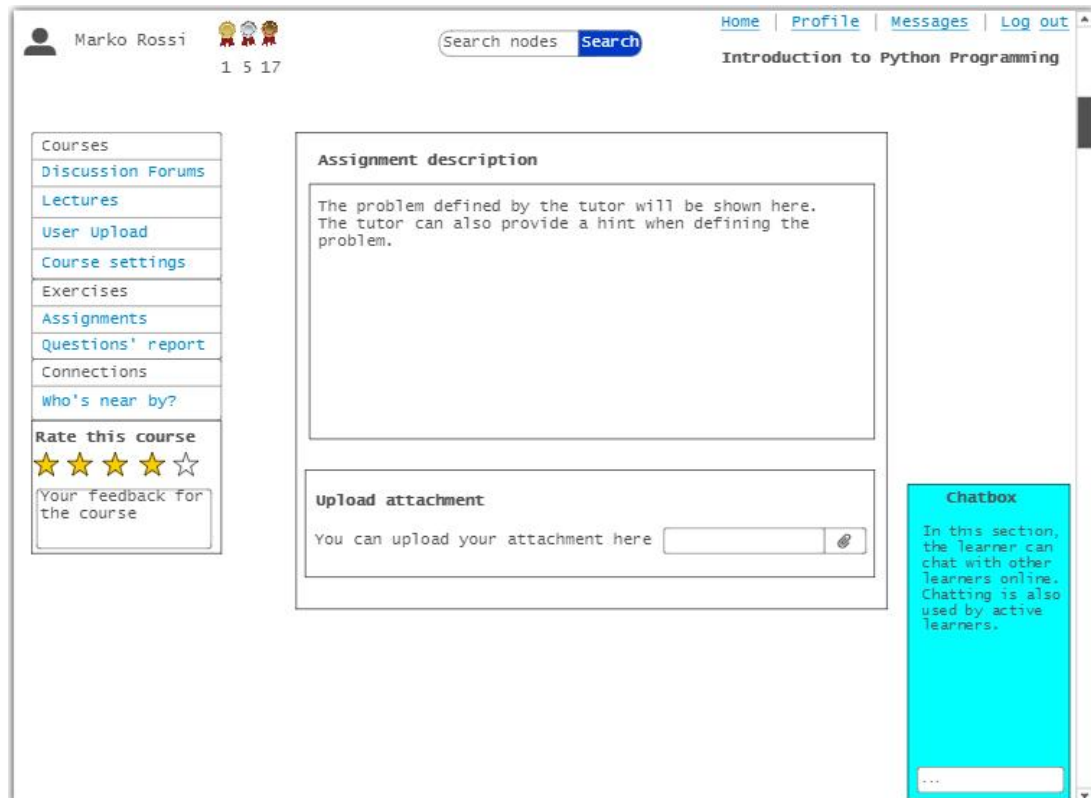 Marko Rossi
1 5 17
Search nodes Search
Home | Profile | Messages | Log out
Introduction to Python Programming
Courses
Discussion Forums
Lectures
User Upload
Course settings
Exercises
Assignments
Questions' report
Connections
Who's near by?
Rate this course
Your feedback for
the course
Assignment description
The problem defined by the tutor will be shown here.
The tutor can also provide a hint when defining the
problem.
Upload attachment
You can upload your attachment here
Chatbox
In this section,
the learner can
chat with other
learners online.
Chatting is also
used by active
learners.
...